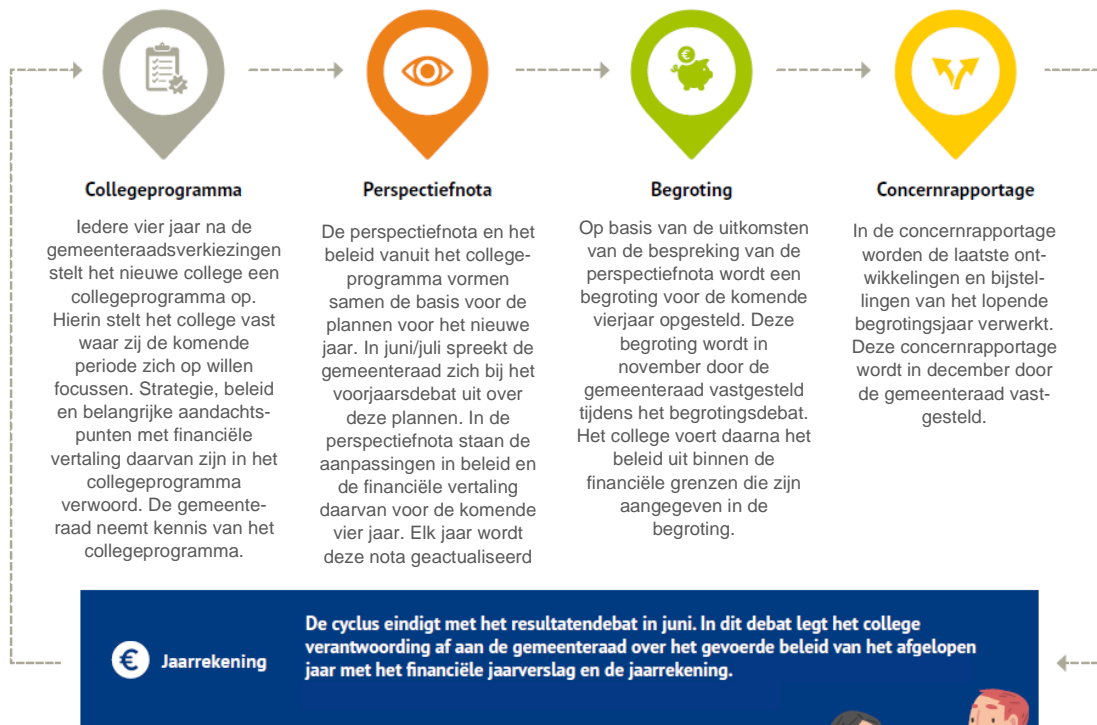 Collegeprogramma
Iedere vier jaar na de
gemeenteraadsverkiezingen
stelt het nieuwe college een
collegeprogramma op.
Hierin stelt het college vast
waar zij de komende
periode zich op willen
focussen. Strategie, beleid
en belangrijke aandachts-
punten met financiële
vertaling daarvan zijn in het
collegeprogramma
verwoord. De gemeente-
raad neemt kennis van het
collegeprogramma.
Perspectiefnota
De perspectiefnota en het
beleid vanuit het college-
programma vormen
samen de basis voor de
plannen voor het nieuwe
jaar. In juni/juli spreekt de
gemeenteraad zich bij het
voorjaarsdebat uit over
deze plannen. In de
perspectiefnota staan de
aanpassingen in beleid en
de financiële vertaling
daarvan voor de komende
vier jaar. Elk jaar wordt
deze nota geactualiseerd
Begroting
Op basis van de uitkomsten
van de bespreking van de
perspectiefnota wordt een
begroting voor de komende
vierjaar opgesteld. Deze
begroting wordt in
november door de
gemeenteraad vastgesteld
tijdens het begrotingsdebat.
Het college voert daarna het
beleid uit binnen de
financiële grenzen die zijn
aangegeven in de
begroting.
Concernrapportage
In de concernrapportage
worden de laatste ont-
wikkelingen en bijstel-
lingen van het lopende
begrotingsjaar verwerkt.
Deze concernrapportage
wordt in december door
de gemeenteraad vast-
gesteld.
€ Jaarrekening
De cyclus eindigt met het resultatendebat in juni. In dit debat legt het college
verantwoording af aan de gemeenteraad over het gevoerde beleid van het afgelopen
jaar met het financiële jaarverslag en de jaarrekening.